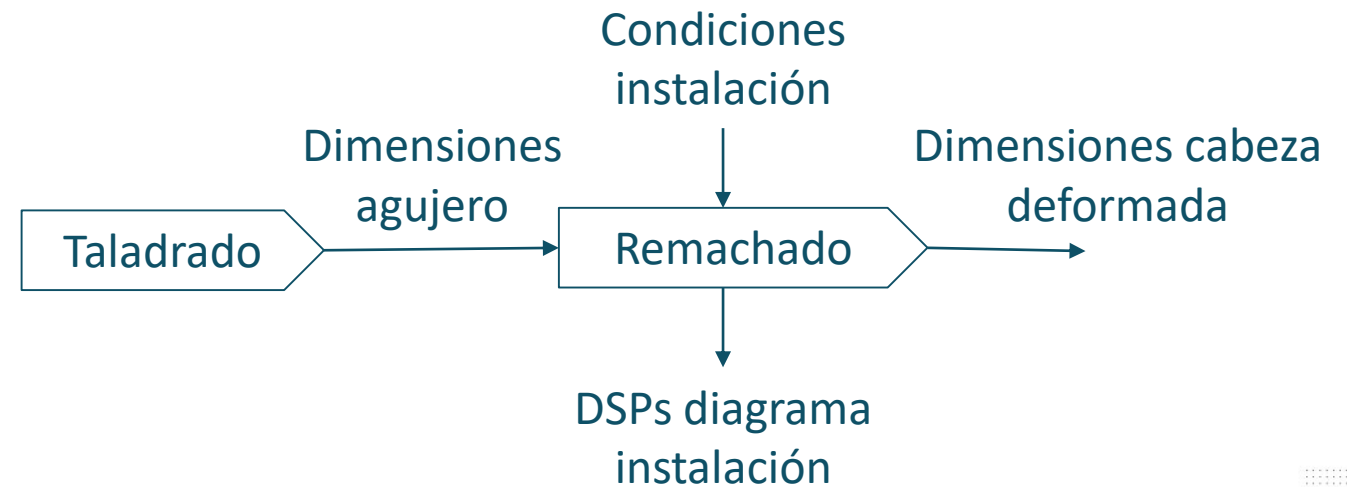 Condiciones
instalación
Dimensiones
agujero
Dimensiones cabeza
deformada
Taladrado
Remachado
DSPs diagrama
instalación